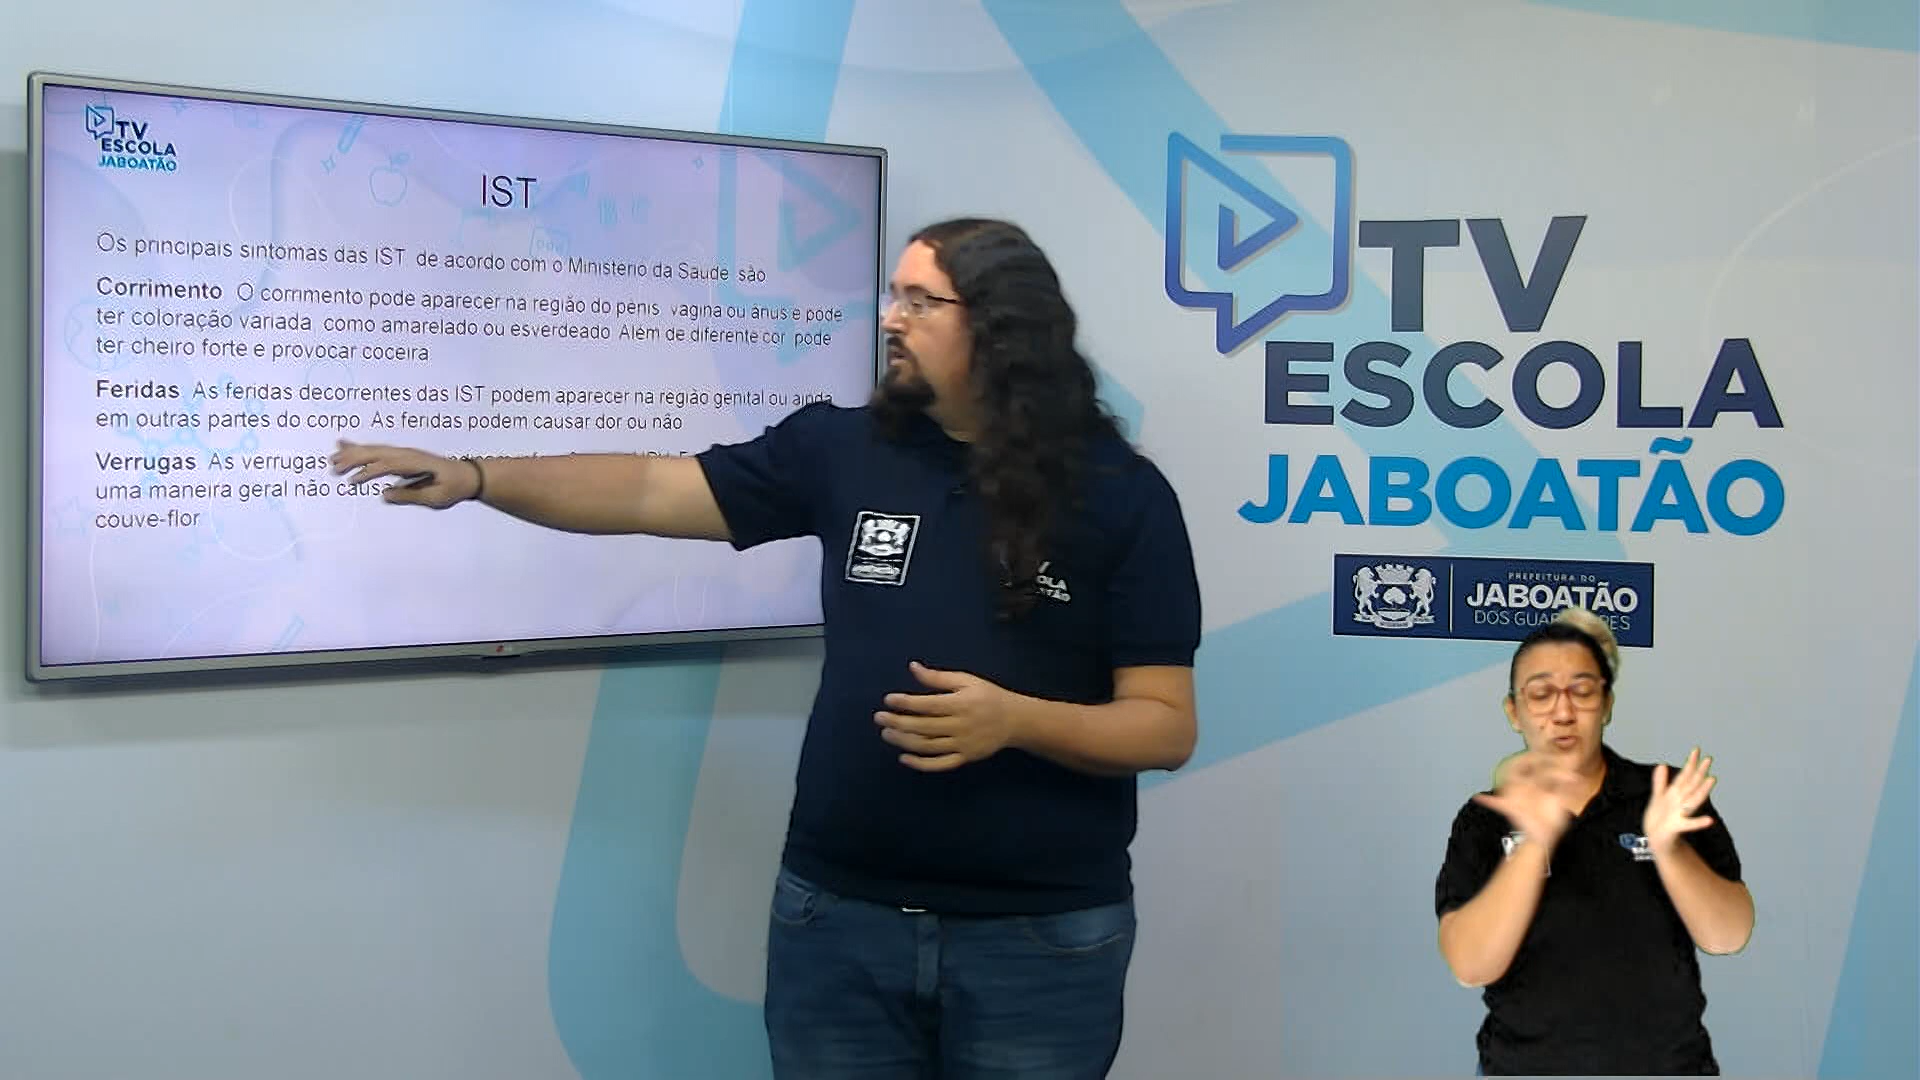 TV
ESCOLA
JABOATÃO
IST
Os principais sintomas das IST de acordo com o Ministério da Saúde são
Corrimento O corrimento pode aparecer na região do pênis vagina ou ânus e pode
ter coloração variada como amarelado ou esverdeado Além de diferente cor pode
ter cheiro forte e provocar coceira
Feridas As feridas decorrentes das IST podem aparecer na região genital ou ainda
em outras partes do corpo As feridas podem causar dor ou não
Verrugas As verrugas
uma maneira geral não
couve-flor
TV
ESCOLA
JABOATÃO
PREFEITURA DO
JABOATÃO
DOS